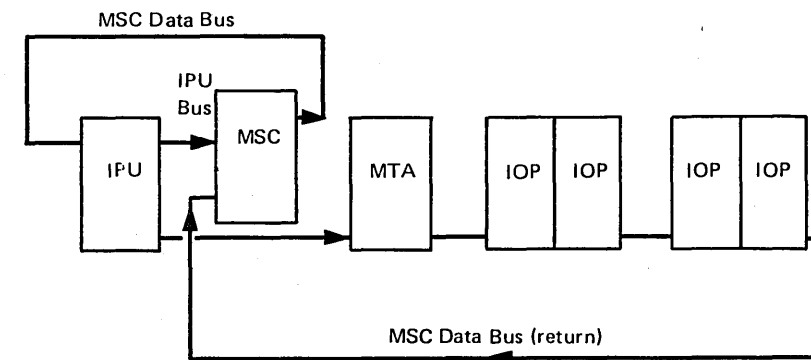 MSC Data Bus
IPU
Bus
MSC
IPU
MTA
IOP
IOP
IOP
IOP
MSC Data Bus (return)